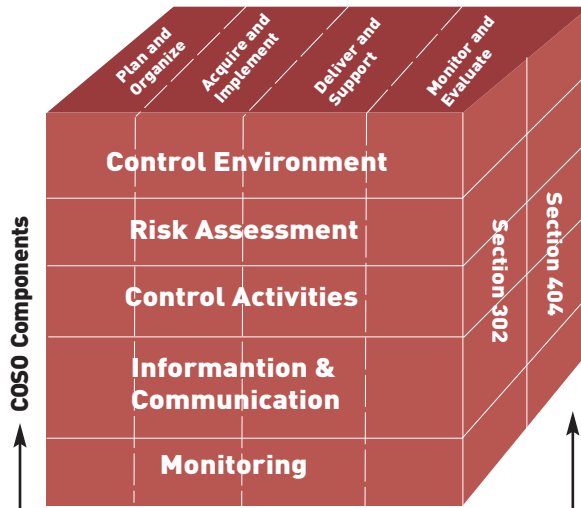 Plan and
Organize
Acquire and
Implement
Deliver and
Support
Monitor and
Evaluate
Control Environment
Risk Assessment
Control Activities
Informantion &
Communication
Monitoring
COSO Components
Section 302
Section 404